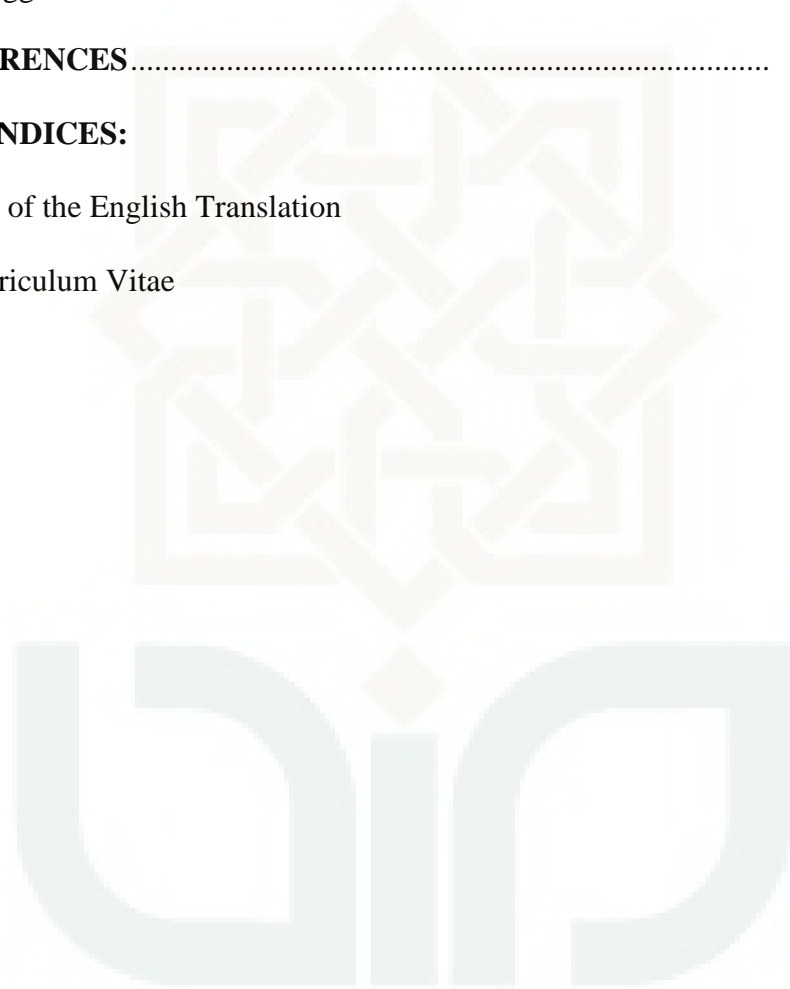 RENCES................................................................................
NDICES:
of the English Translation
riculum Vitae